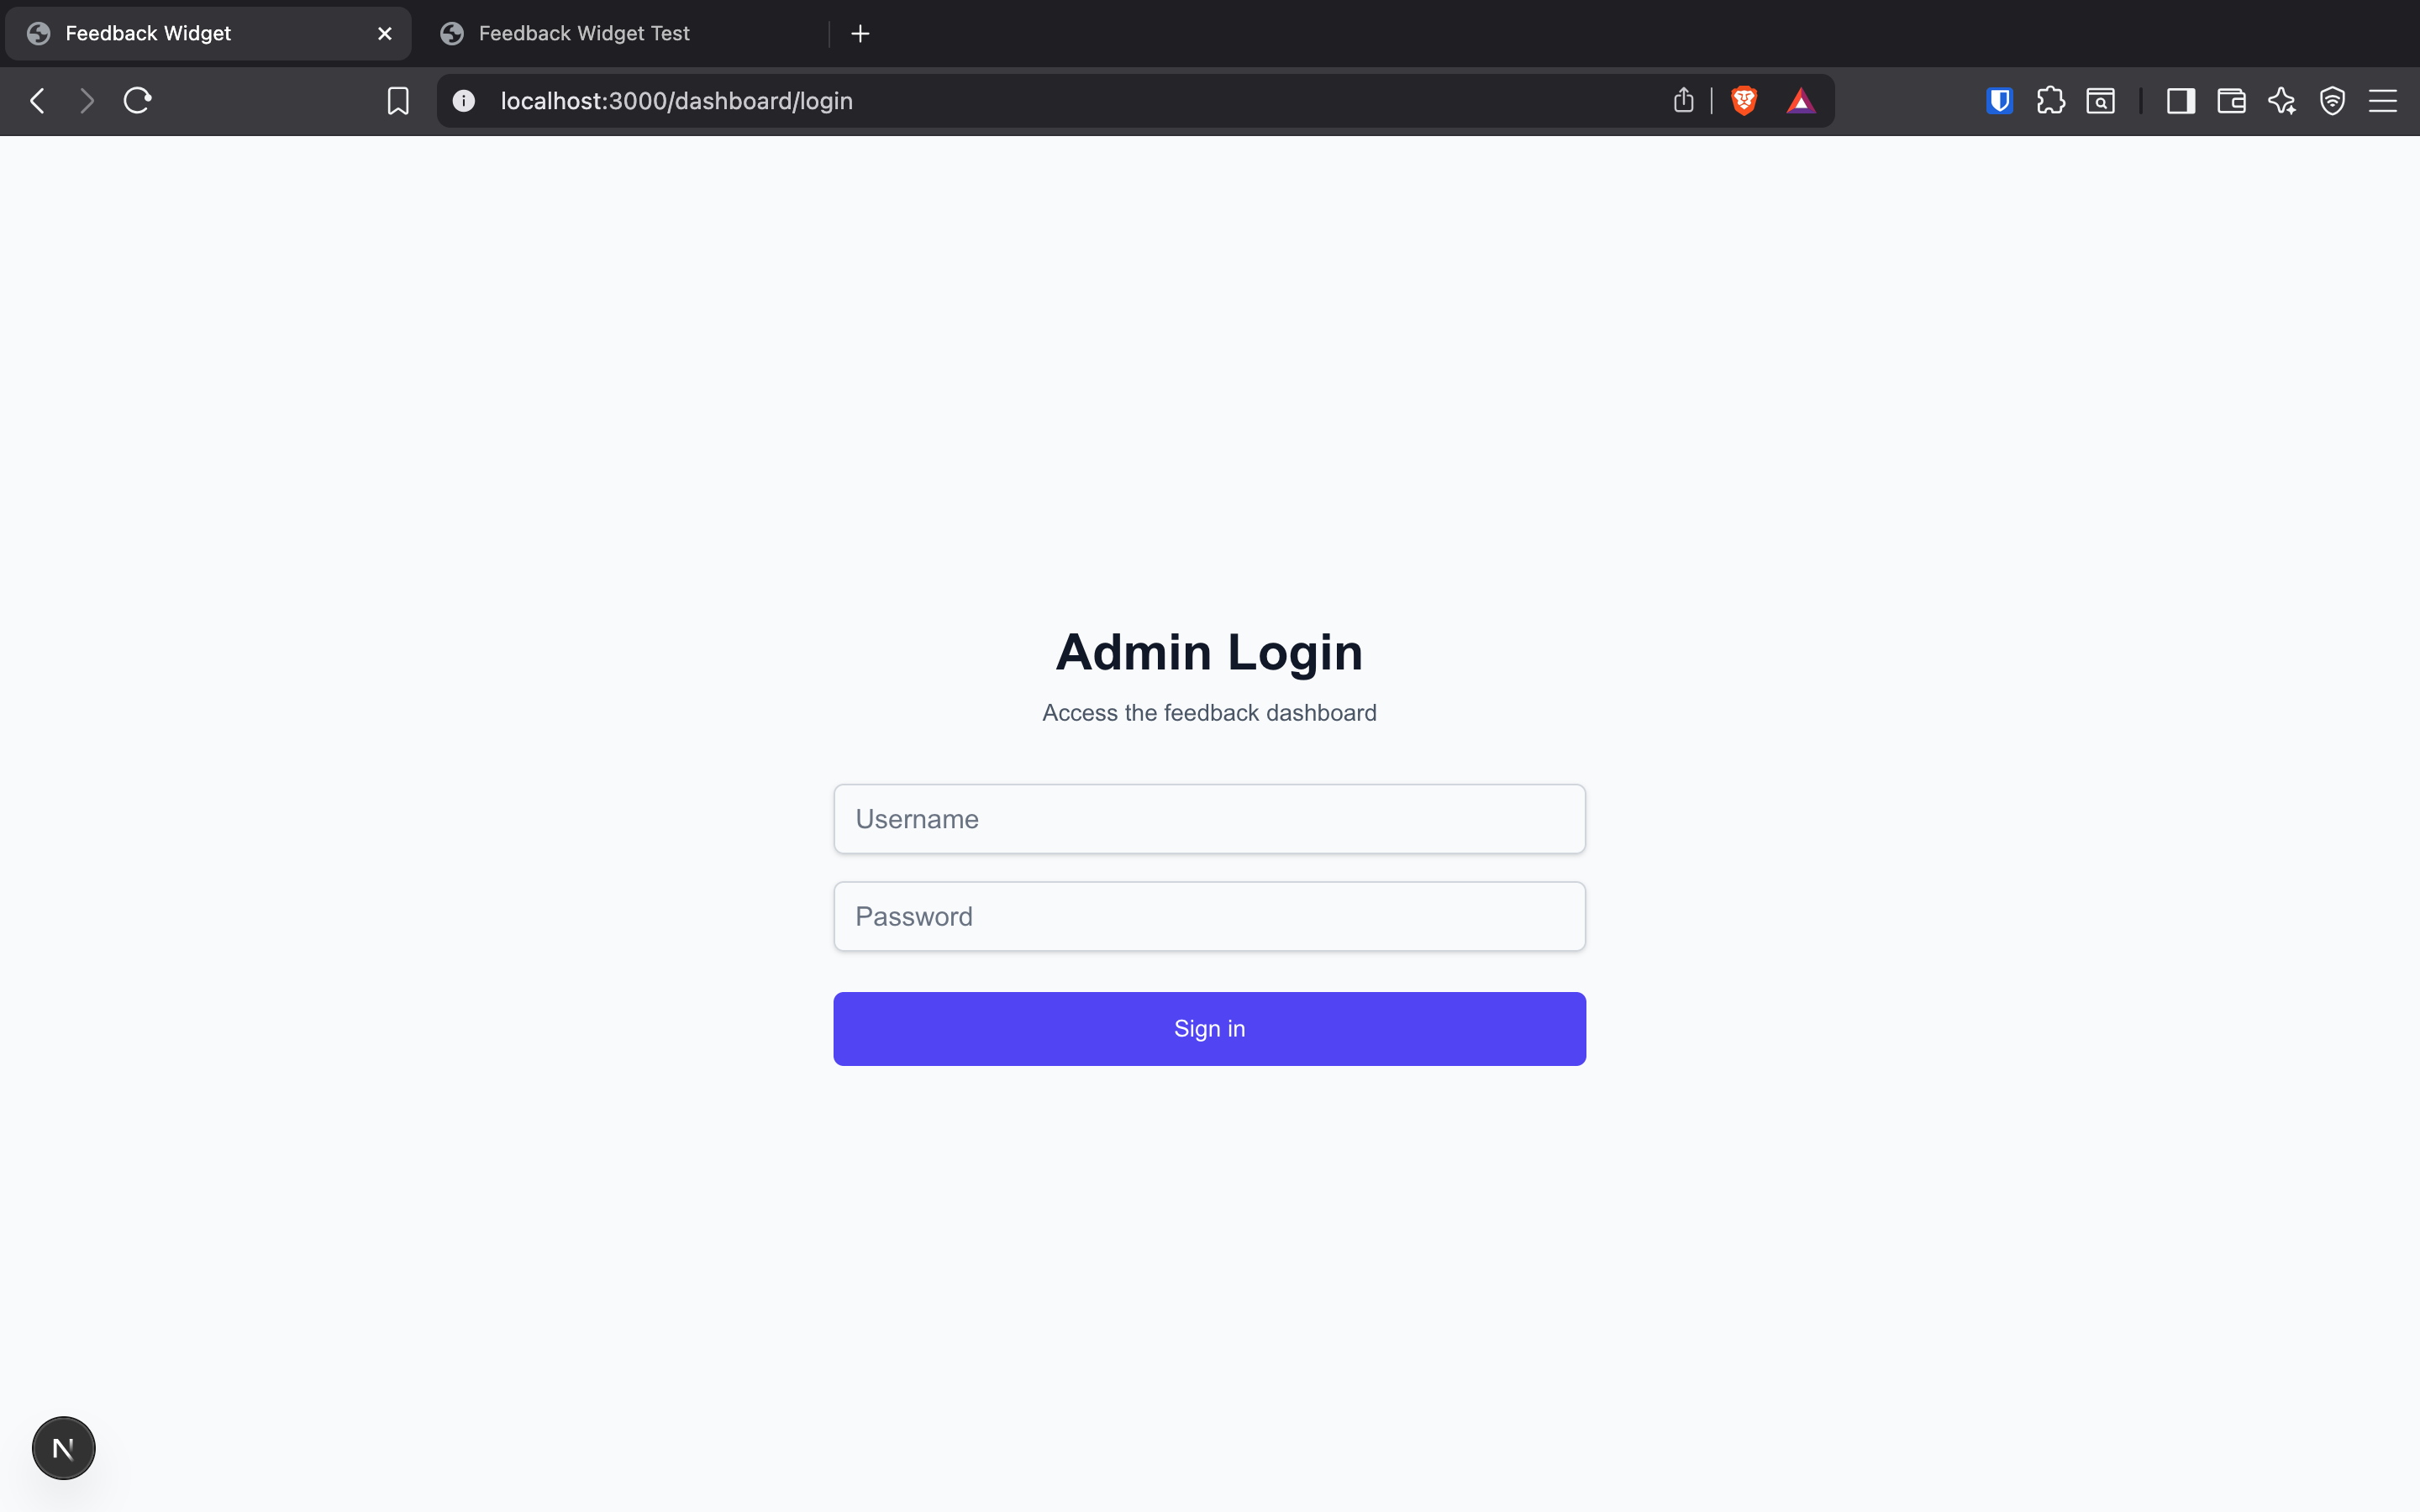 Feedback Widget
Feedback Widget Test
localhost:3000/dashboard/login
Admin Login
Access the feedback dashboard
Username
Password
Sign in
N